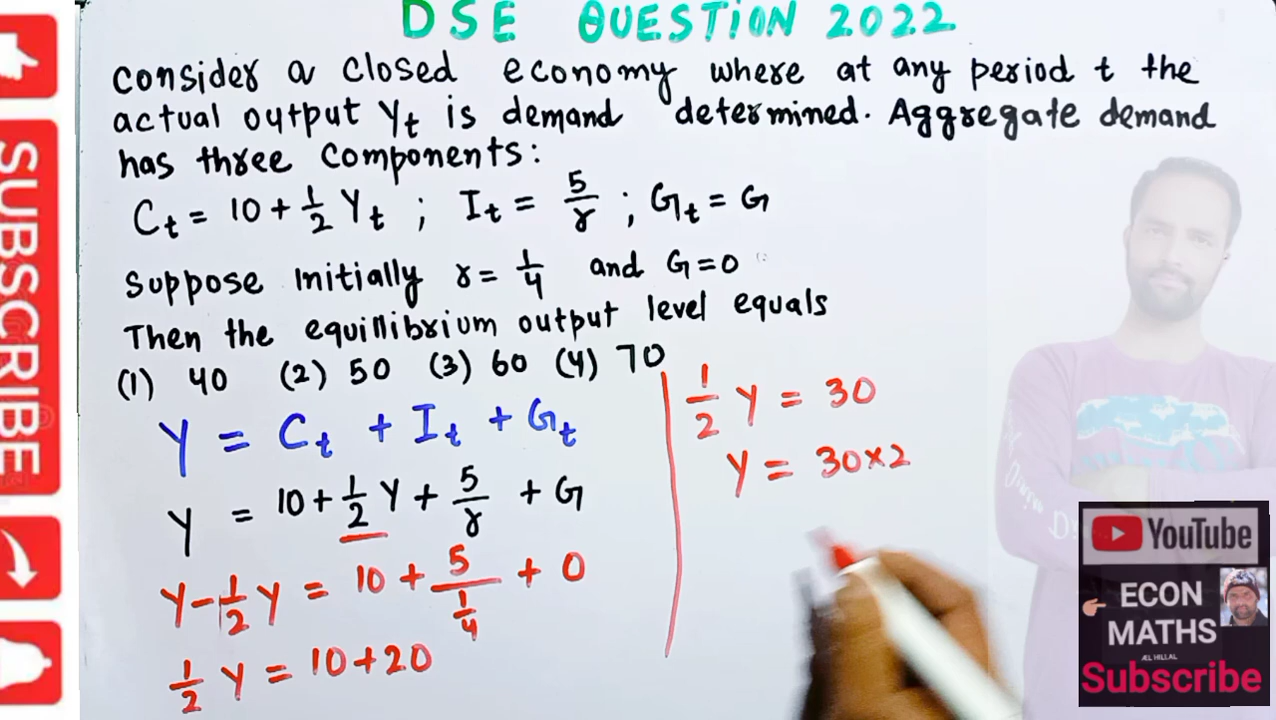 DSE QUESTION 2022
Consider a closed economy where at any period t the
actual output Yt is demand determined. Aggregate demand
has three components:
Ct = 10 + 1/2 Yt ; It = 5/r ; Gt = G
Suppose initially r = 1/4 and G = 0
Then the equillibrium output level equals
(1) 40 (2) 50 (3) 60 (4) 70
Y = Ct + It + Gt
Y = 10 + 1/2 Y + 5/r + G
Y - 1/2 Y = 10 + 5/(1/4) + 0
1/2 Y = 10 + 20
1/2 Y = 30
Y = 30×2
SUBSCRIBE
YouTube
ECON
MATHS
ÆL HILLAL
Subscribe